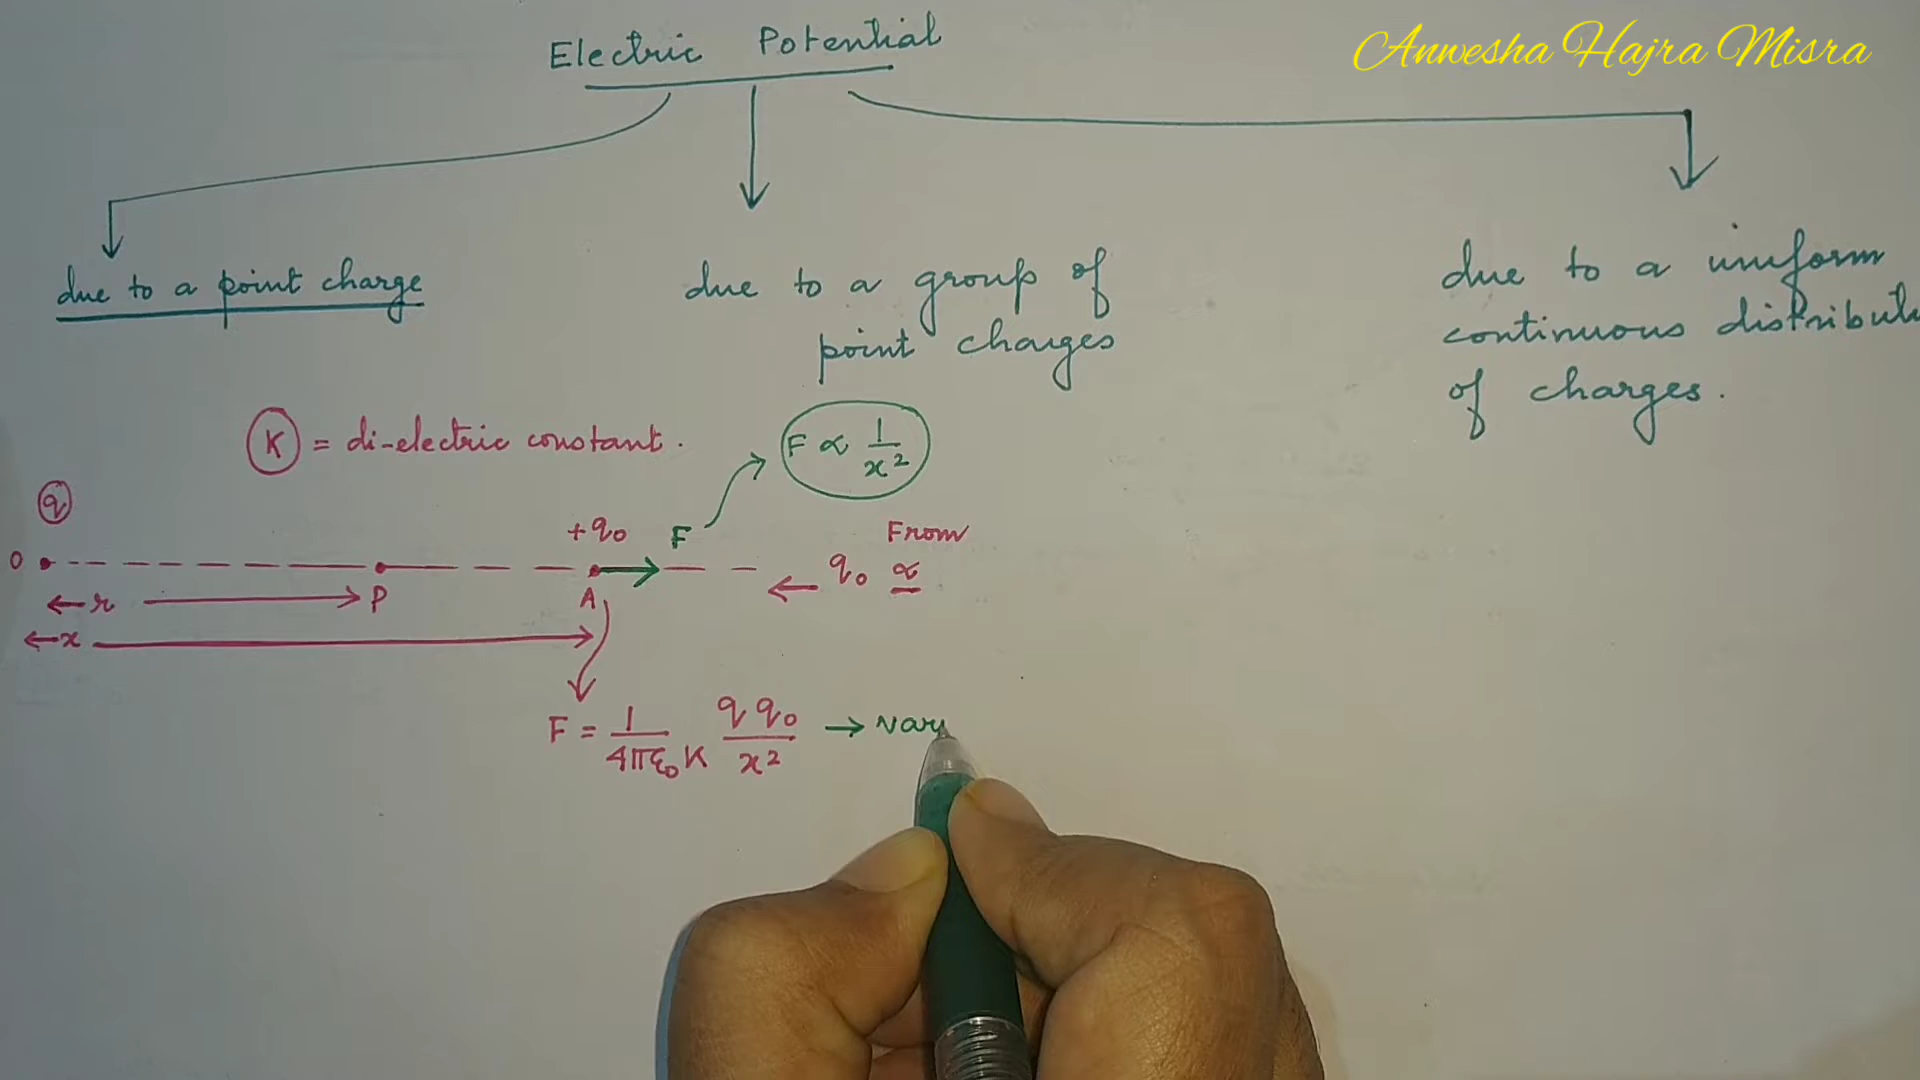 Anwesha Hajra Misra
Electric Potential
due to a point charge
due to a group of
point charges
due to a uniform
continuous distribut
of charges.
K = di-electric constant.
F ∝ 1/x²
q
+q₀
F
From
O
q₀ ∝
r
P
A
x
F = 1/4πε₀K qq₀/x² → Vary